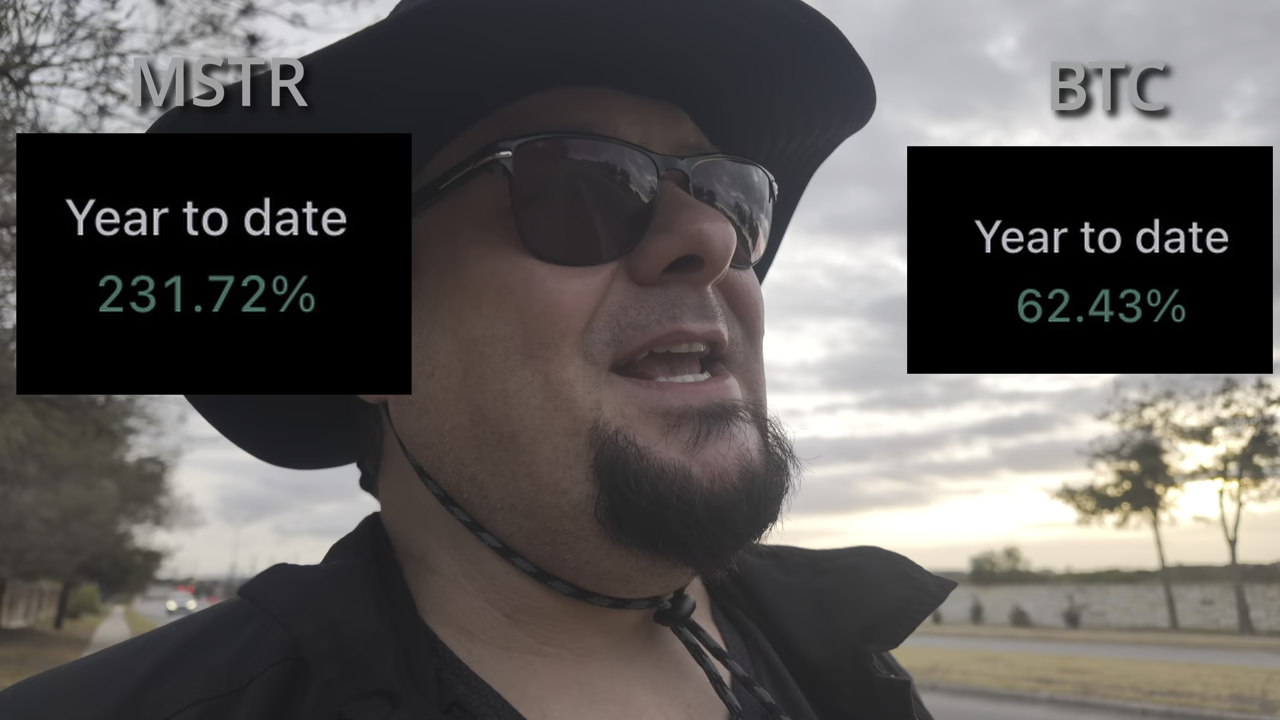 MSTR
Year to date
231.72%
BTC
Year to date
62.43%